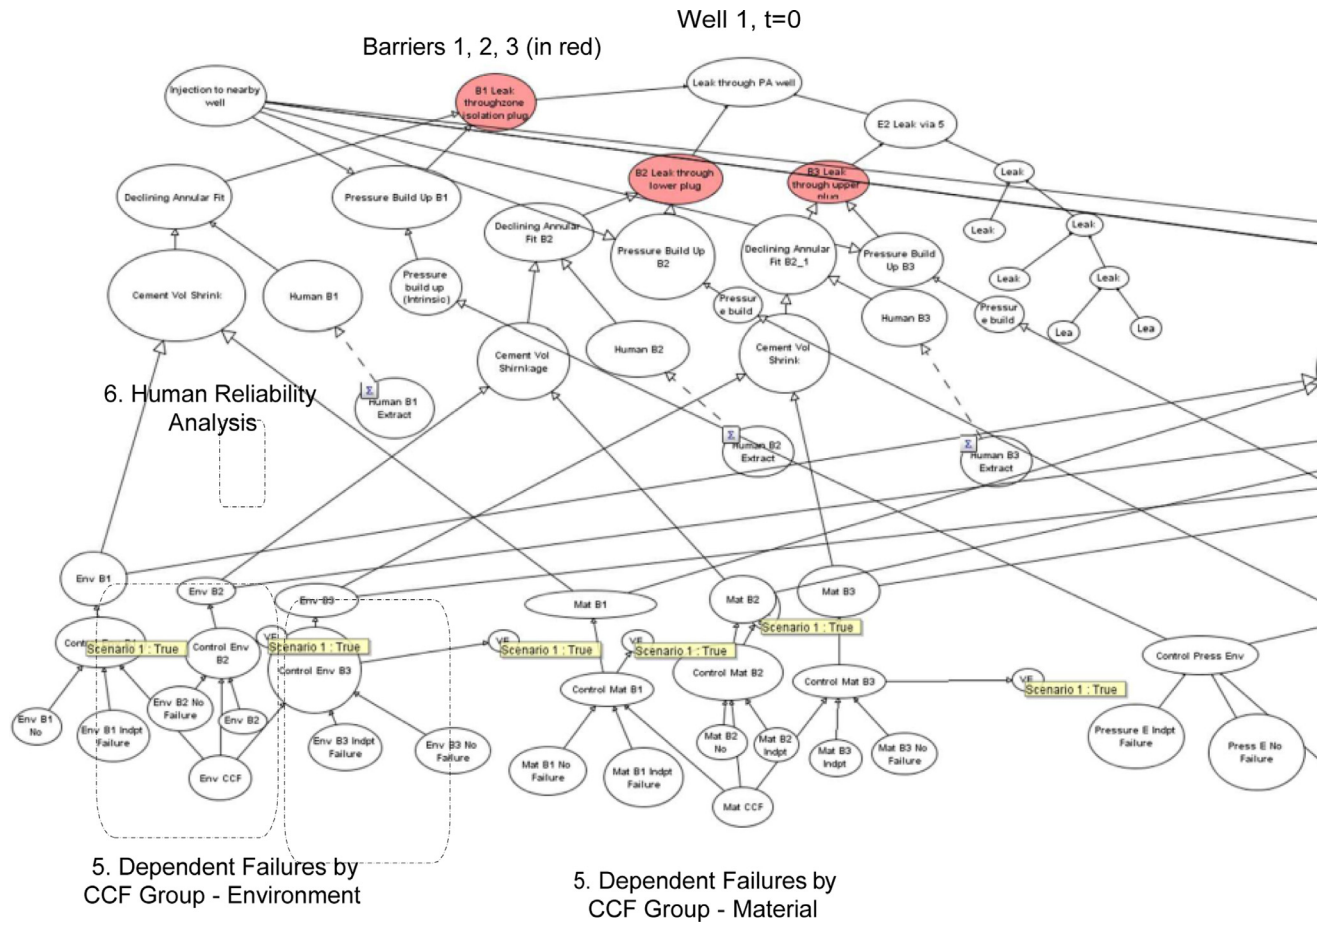 Well 1, t=0
Barriers 1, 2, 3 (in red)
Injection to nearby
well
B1 Leak
throughzone
isolation plug
Leak through PA well
E2 Leak via 5
Declining Annular Fit
Pressure Build Up B1
B2 Leak through
lower plug
B3 Leak
through upper
plug
Leak
Declining Annular
Fit B2
Pressure Build Up
B2
Declining Annular
Fit B2_1
Pressure Build
Up B3
Leak
Leak
Cement Vol Shrink
Human B1
Pressure
build up
(Intrinsic)
Pressur
e build
Human B3
Pressur
e build
Leak
Leak
Lea
Lea
Cement Vol
Shirnkage
Human B2
Cement Vol
Shrink
6. Human Reliability
Analysis
Σ
Human B1
Extract
Σ
Human B2
Extract
Σ
Human B3
Extract
Env B1
Env B2
Env B3
Mat B1
Mat B2
Mat B3
Scenario 1 : True
Control Env
B2
Scenario 1 : True
Control Env B3
Scenario 1 : True
Scenario 1 : True
Scenario 1 : True
Control Mat B1
Control Mat B2
Control Mat B3
Scenario 1 : True
Control Press Env
Env B1
No
Env B1 Indpt
Failure
Env B2 No
Failure
Env B2
Env B3 Indpt
Failure
Env B3 No
Failure
Env CCF
Mat B1 No
Failure
Mat B1 Indpt
Failure
Mat B2
No
Mat B2
Indpt
Mat B3
Indpt
Mat B3 No
Failure
Mat CCF
Pressure E Indpt
Failure
Press E No
Failure
5. Dependent Failures by
CCF Group - Environment
5. Dependent Failures by
CCF Group - Material